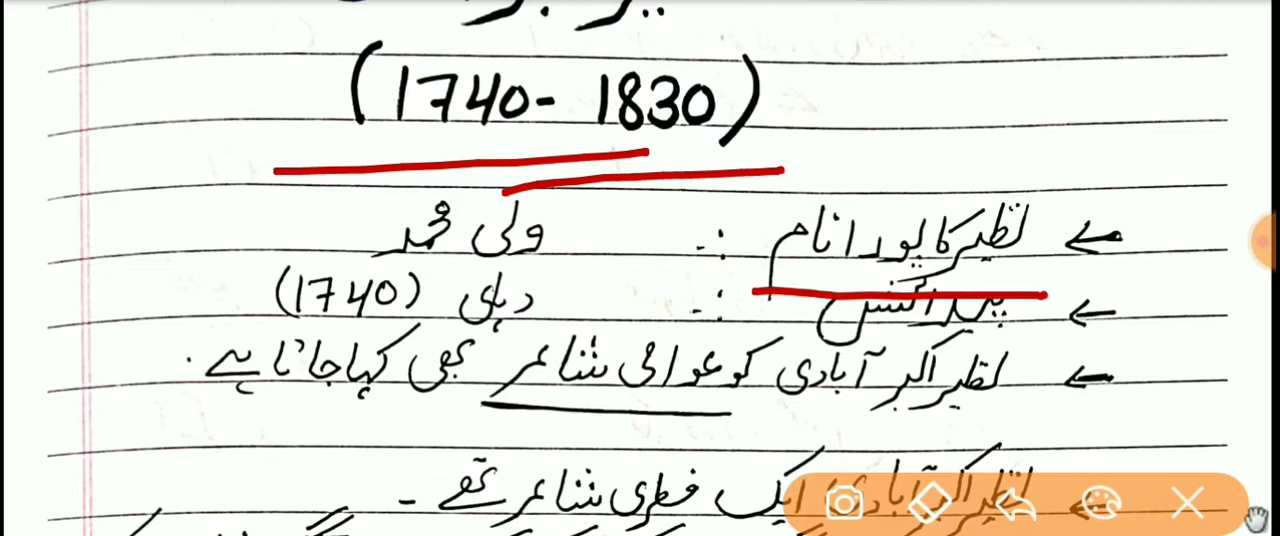 (1740 - 1830)
← نظیر کا پورا نام :- ولی محمد
← پیدائش :- دہلی (1740)
← نظیر اکبر آبادی کو عوامی شاعر بھی کہا جاتا ہے۔
← نظیر اکبر آبادی ایک فطری شاعر تھے۔